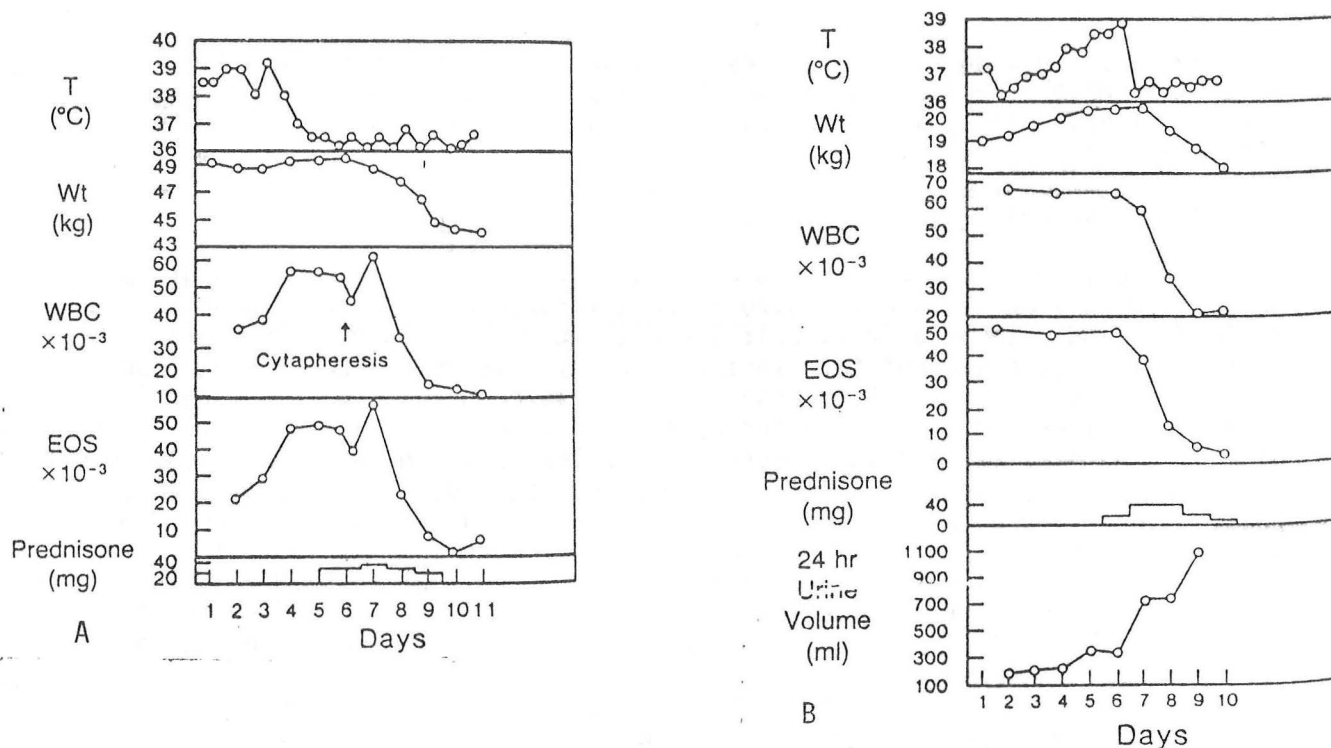 40
39
38
37
36
T
(°C)
49
47
45
43
Wt
(kg)
60
50
40
30
20
10
WBC
×10⁻³
Cytapheresis
50
40
30
20
10
EOS
×10⁻³
40
20
Prednisone
(mg)
1 2 3 4 5 6 7 8 9 10 11
Days
A
39
38
37
36
T
(°C)
20
19
18
Wt
(kg)
70
60
50
40
30
20
WBC
×10⁻³
50
40
30
20
10
0
EOS
×10⁻³
40
0
Prednisone
(mg)
1100
900
700
500
300
100
24 hr
Urine
Volume
(ml)
1 2 3 4 5 6 7 8 9 10
Days
B